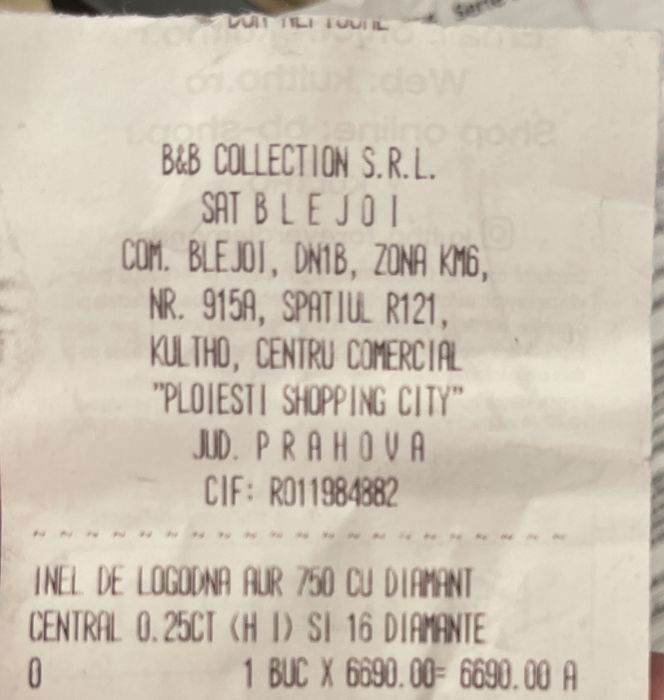 B&B COLLECTION S.R.L.
SAT B L E J O I
COM. BLEJOI, DN1B, ZONA KM6,
NR. 915A, SPATIUL R121,
KULTHO, CENTRU COMERCIAL
"PLOIESTI SHOPPING CITY"
JUD. P R A H O V A
CIF: RO11984882
~ ~ ~ ~ ~ ~ ~ ~ ~ ~ ~ ~ ~ ~ ~ ~ ~ ~ ~ ~ ~
INEL DE LOGODNA AUR 750 CU DIAMANT
CENTRAL 0.25CT (H I) SI 16 DIAMANTE
0 1 BUC X 6690.00= 6690.00 A